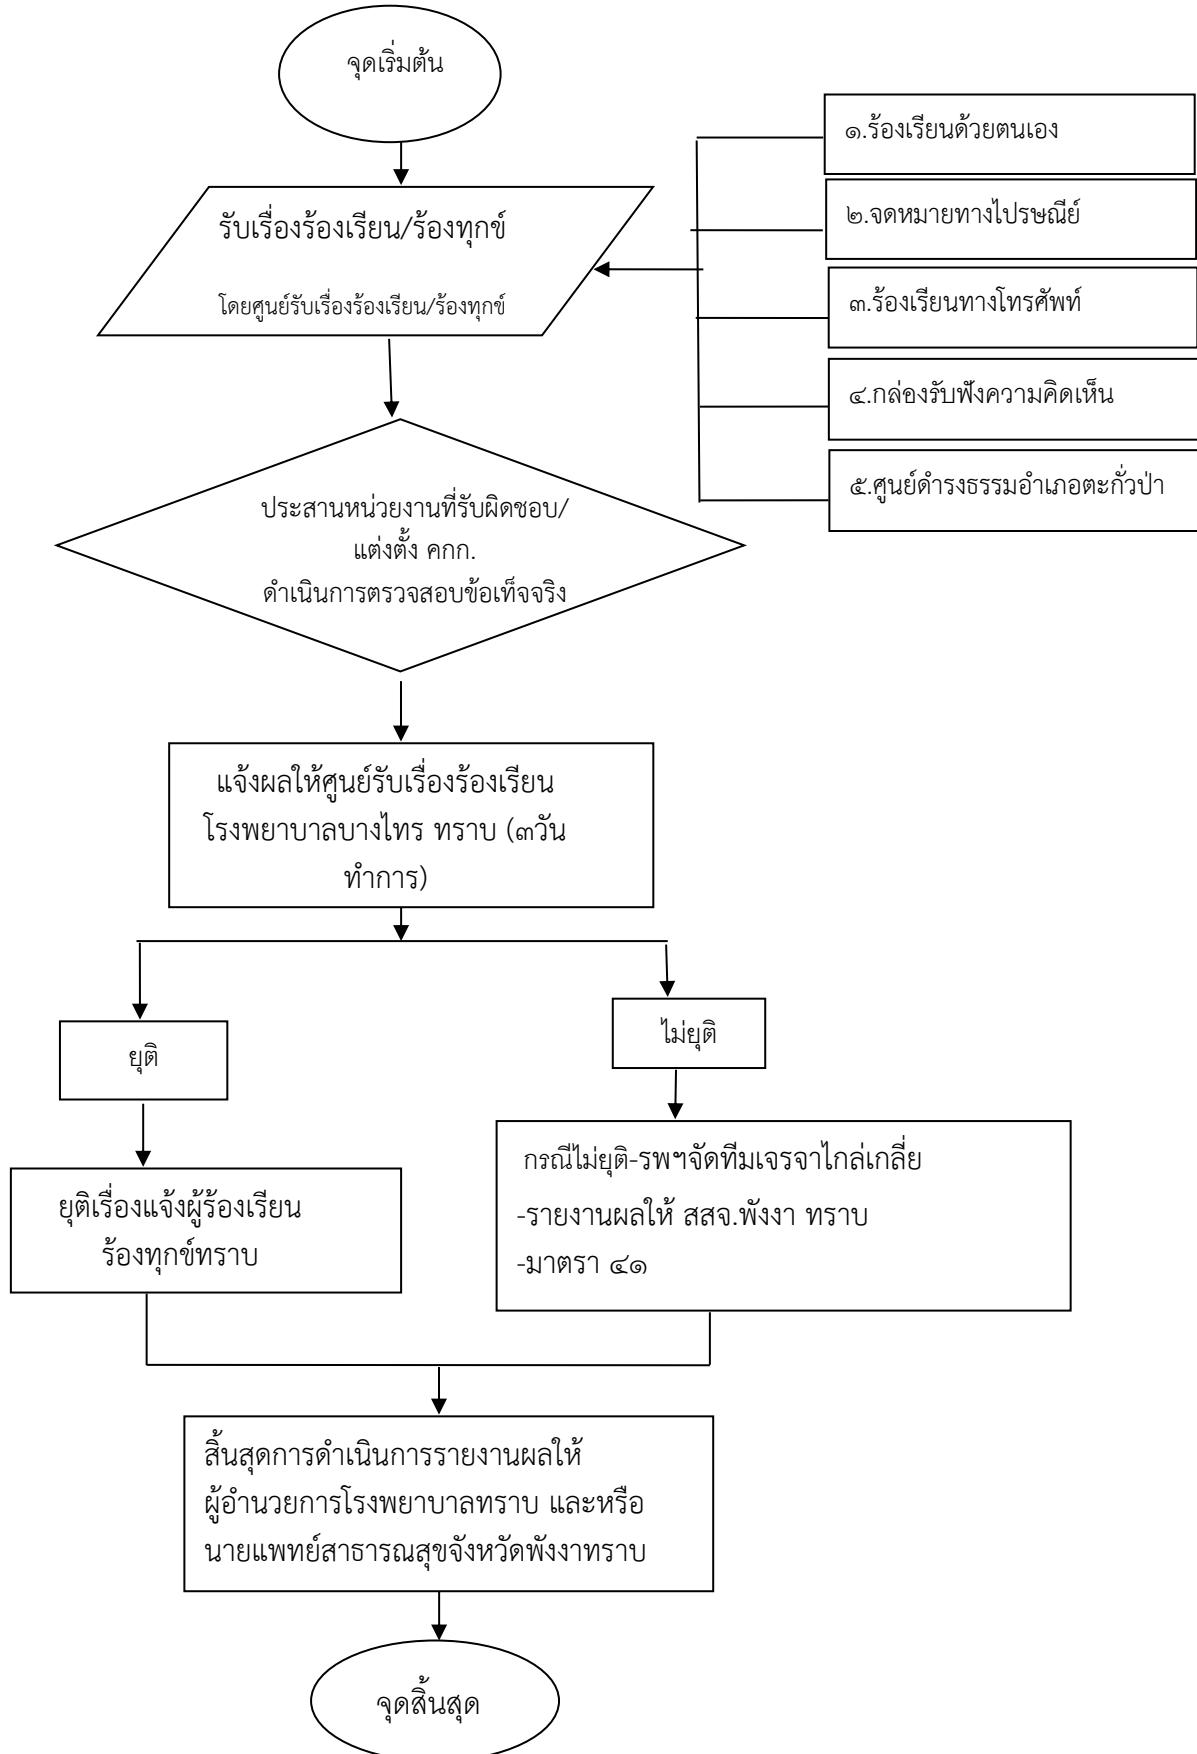 จุดเริ่มต้น
รับเรื่องร้องเรียน/ร้องทุกข์
โดยศูนย์รับเรื่องร้องเรียน/ร้องทุกข์
๑.ร้องเรียนด้วยตนเอง
๒.จดหมายทางไปรษณีย์
๓.ร้องเรียนทางโทรศัพท์
๔.กล่องรับฟังความคิดเห็น
๕.ศูนย์ดำรงธรรมอำเภอตะกั่วป่า
ประสานหน่วยงานที่รับผิดชอบ/
แต่งตั้ง คกก.
ดำเนินการตรวจสอบข้อเท็จจริง
แจ้งผลให้ศูนย์รับเรื่องร้องเรียน
โรงพยาบาลบางไทร ทราบ (๓วัน
ทำการ)
ยุติ
ไม่ยุติ
ยุติเรื่องแจ้งผู้ร้องเรียน
ร้องทุกข์ทราบ
กรณีไม่ยุติ-รพฯจัดทีมเจรจาไกล่เกลี่ย
-รายงานผลให้ สสจ.พังงา ทราบ
-มาตรา ๔๑
สิ้นสุดการดำเนินการรายงานผลให้
ผู้อำนวยการโรงพยาบาลทราบ และหรือ
นายแพทย์สาธารณสุขจังหวัดพังงาทราบ
จุดสิ้นสุด